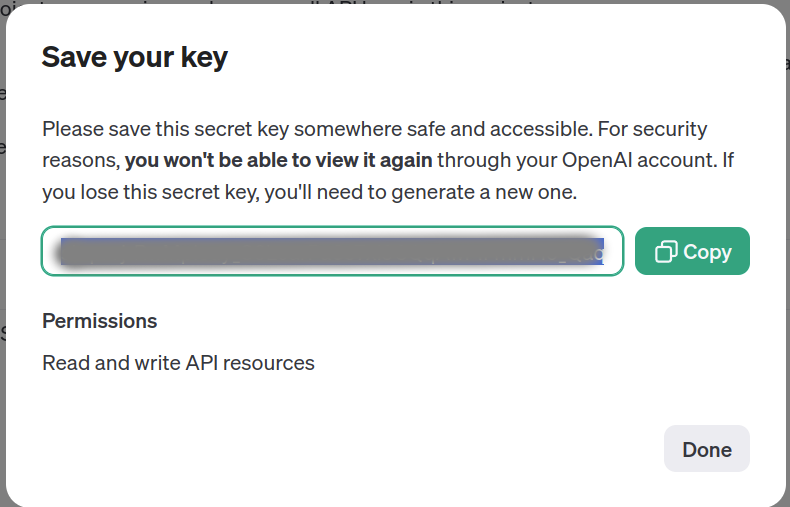 Save your key
Please save this secret key somewhere safe and accessible. For security
reasons, you won't be able to view it again through your OpenAI account. If
you lose this secret key, you'll need to generate a new one.
Copy
Permissions
Read and write API resources
Done